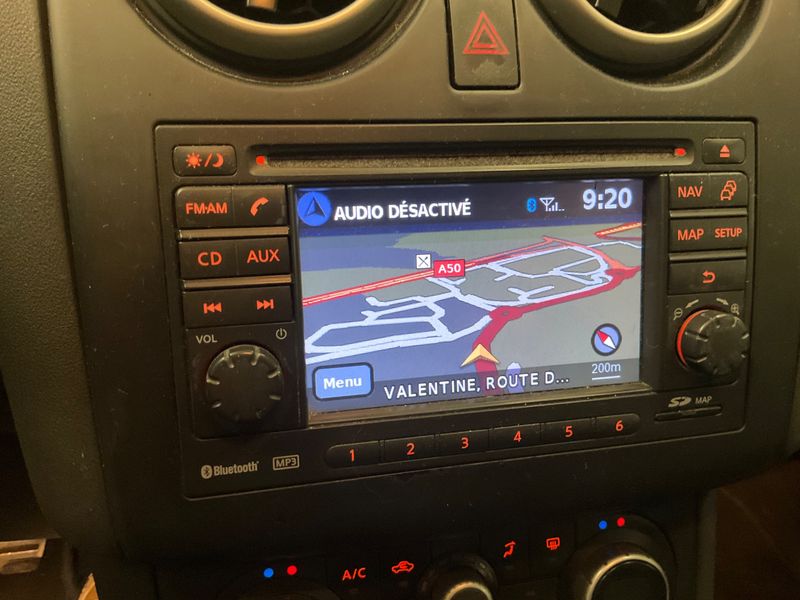 FM·AM
CD AUX
VOL
AUDIO DÉSACTIVÉ 9:20
A50
200m
Menu
VALENTINE, ROUTE D...
NAV
MAP SETUP
SD MAP
Bluetooth MP3
1 2 3 4 5 6
A/C